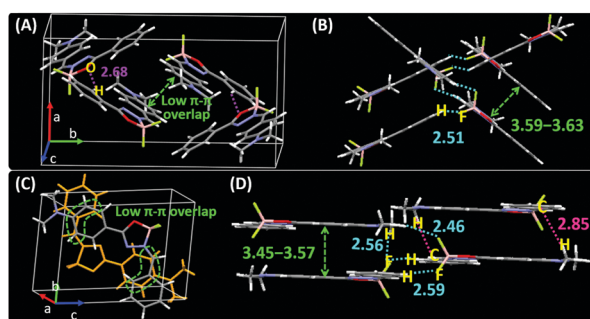 (A)
O
2.68
H
Low π-π
overlap
a
b
c
(B)
H
F
2.51
3.59–3.63
(C)
Low π-π overlap
b
a
c
(D)
C
H
2.85
2.46
H
2.56
H
3.45-3.57
C
F
H
F
H
2.59